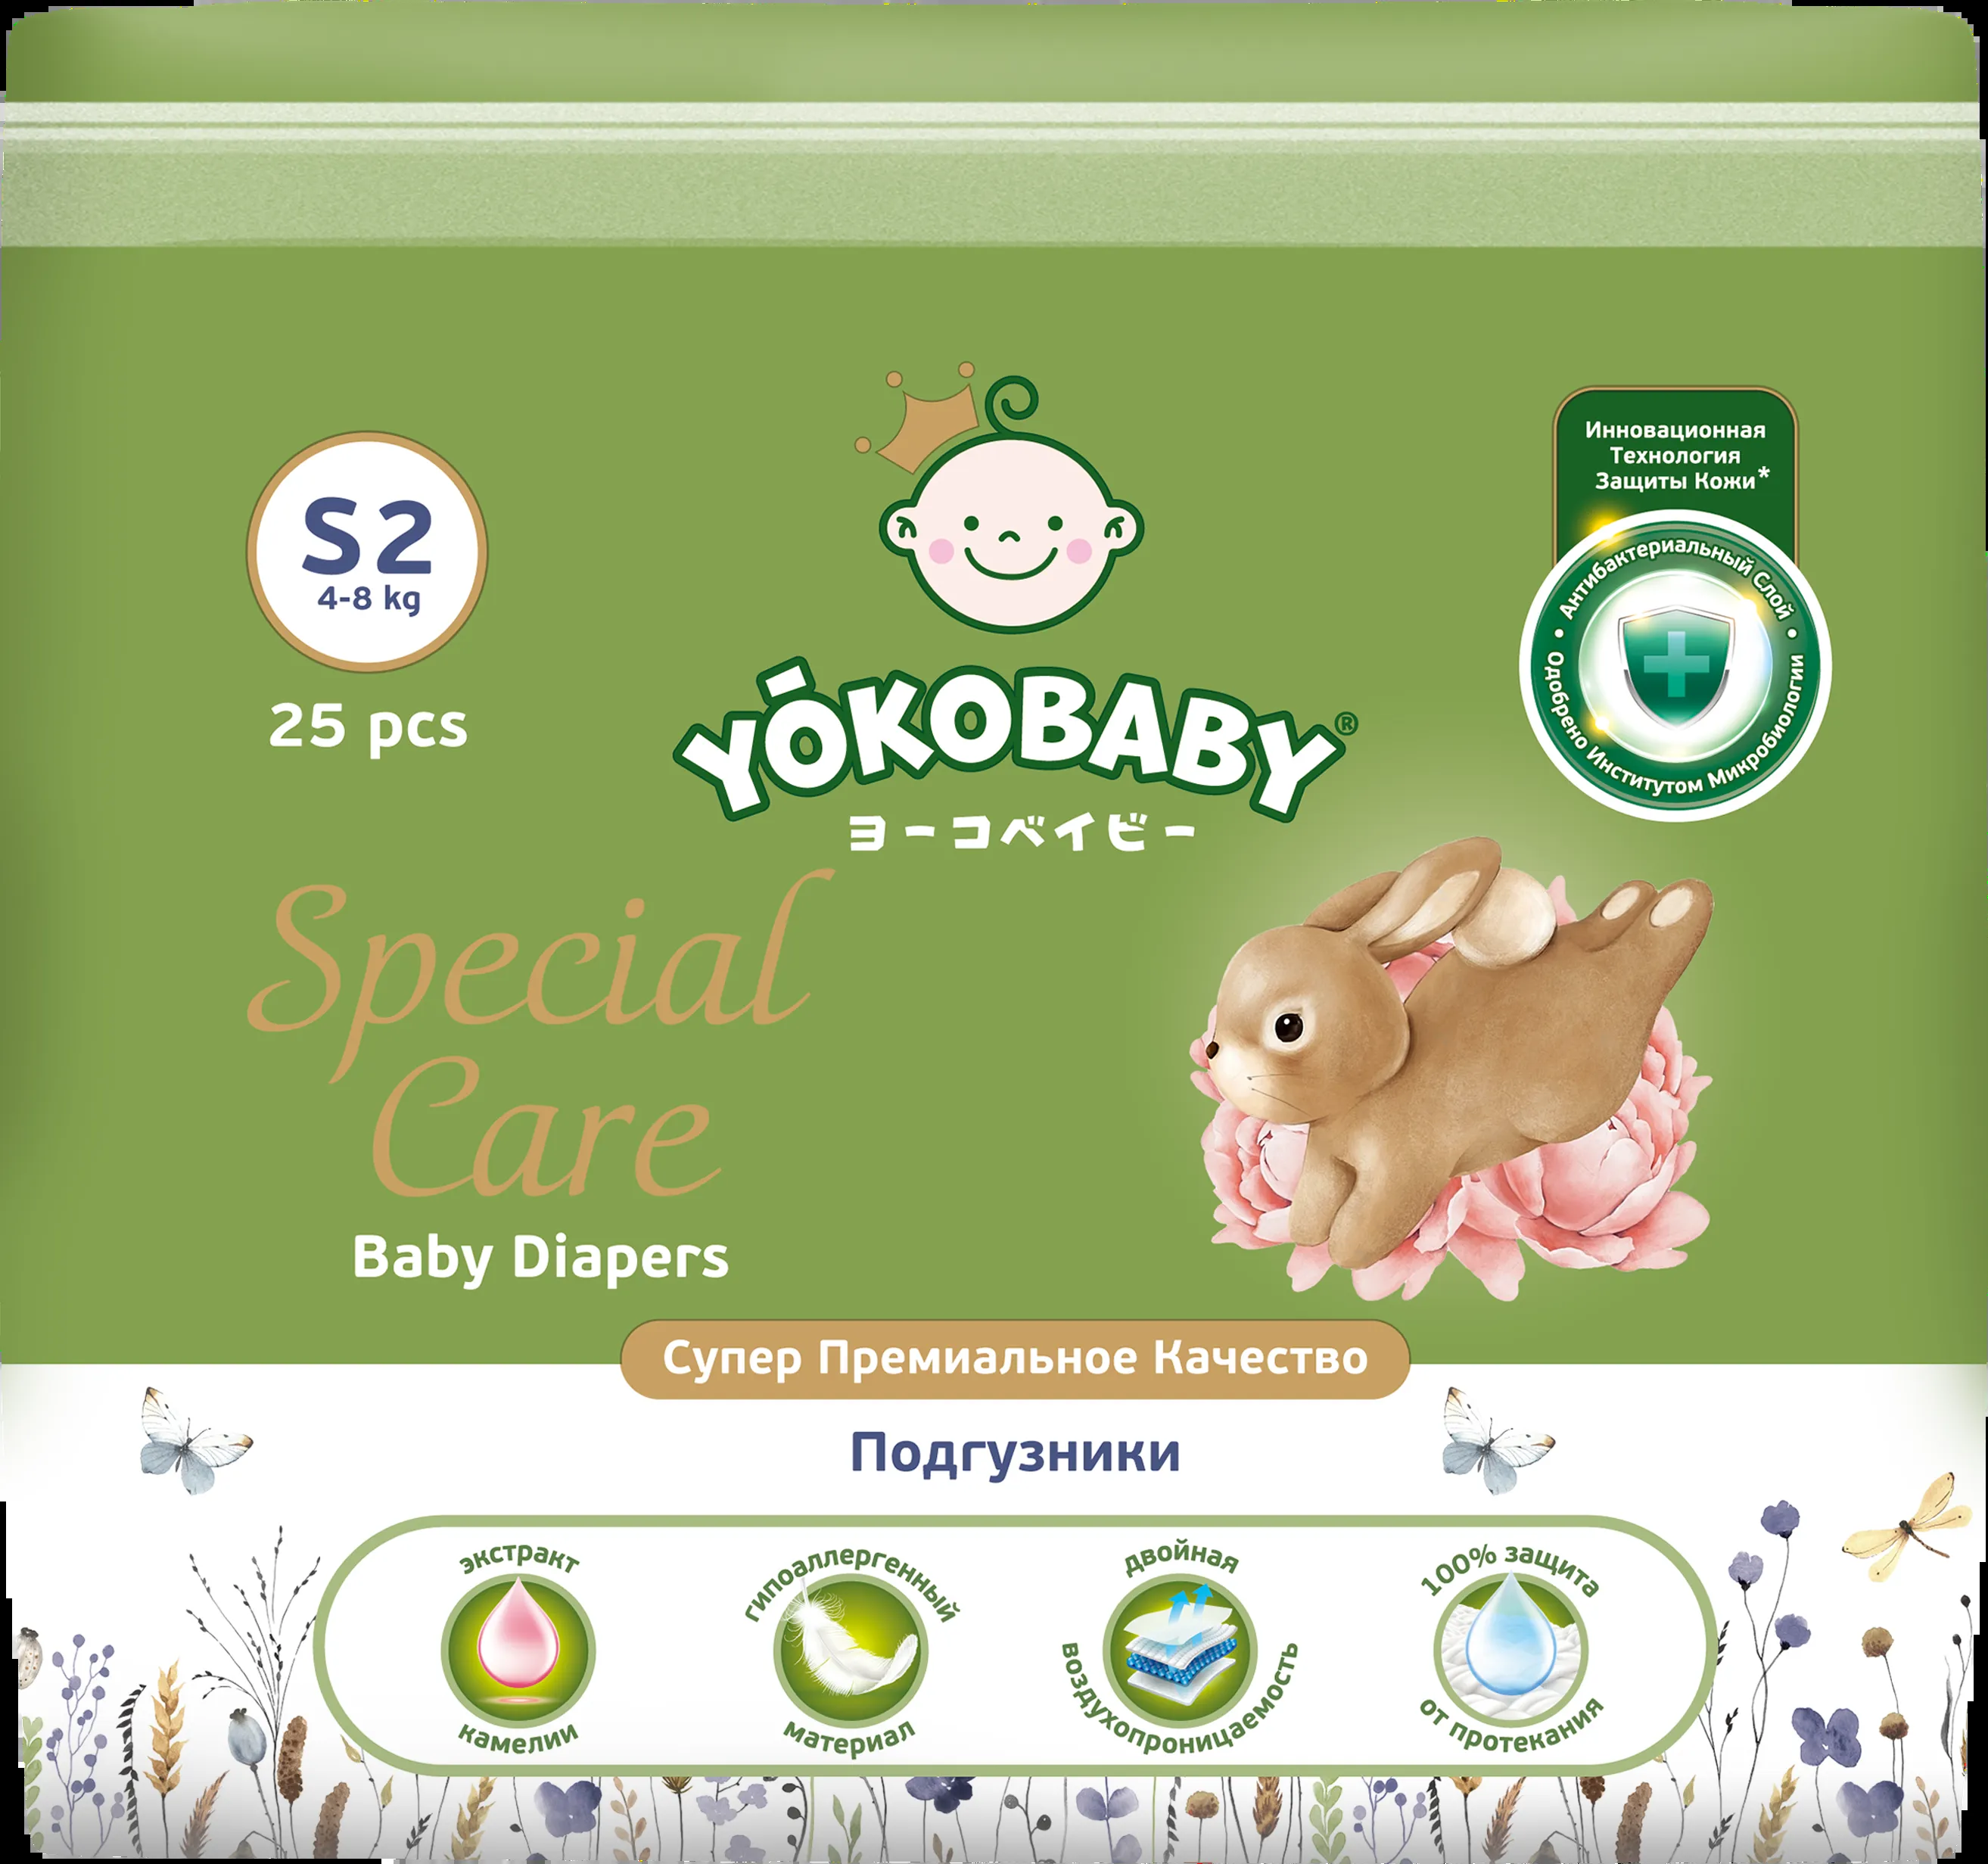 S2
4-8 kg
25 pcs
YŌKOBABY®
ヨーコベイビー
Инновационная
Технология
Защиты Кожи*
• Антибактериальный Слой •
Одобрено Институтом Микробиологии
Special
Care
Baby Diapers
Супер Премиальное Качество
Подгузники
экстракт
камелии
гипоаллергенный
материал
двойная
воздухопроницаемость
100% защита
от протекания